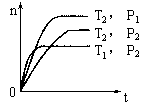 n
T₂, P₁
T₂, P₂
T₁, P₂
0
t